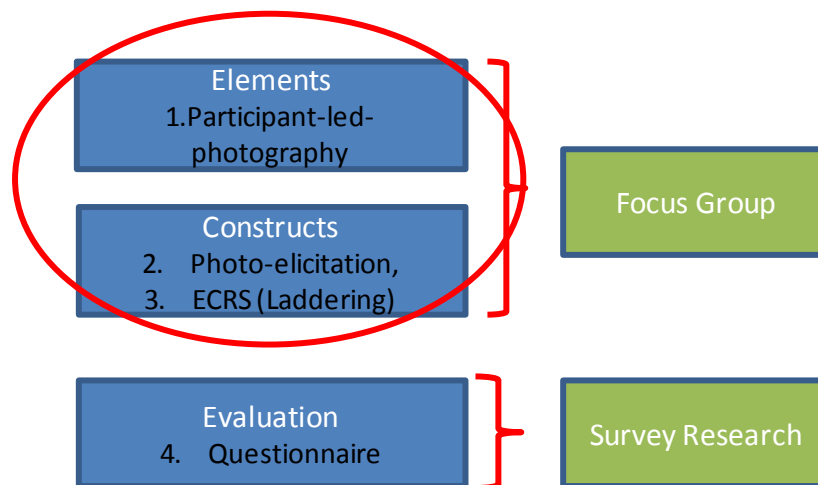 Elements
1.Participant-led-
photography
Focus Group
Constructs
2. Photo-elicitation,
3. ECRS (Laddering)
Evaluation
4. Questionnaire
Survey Research